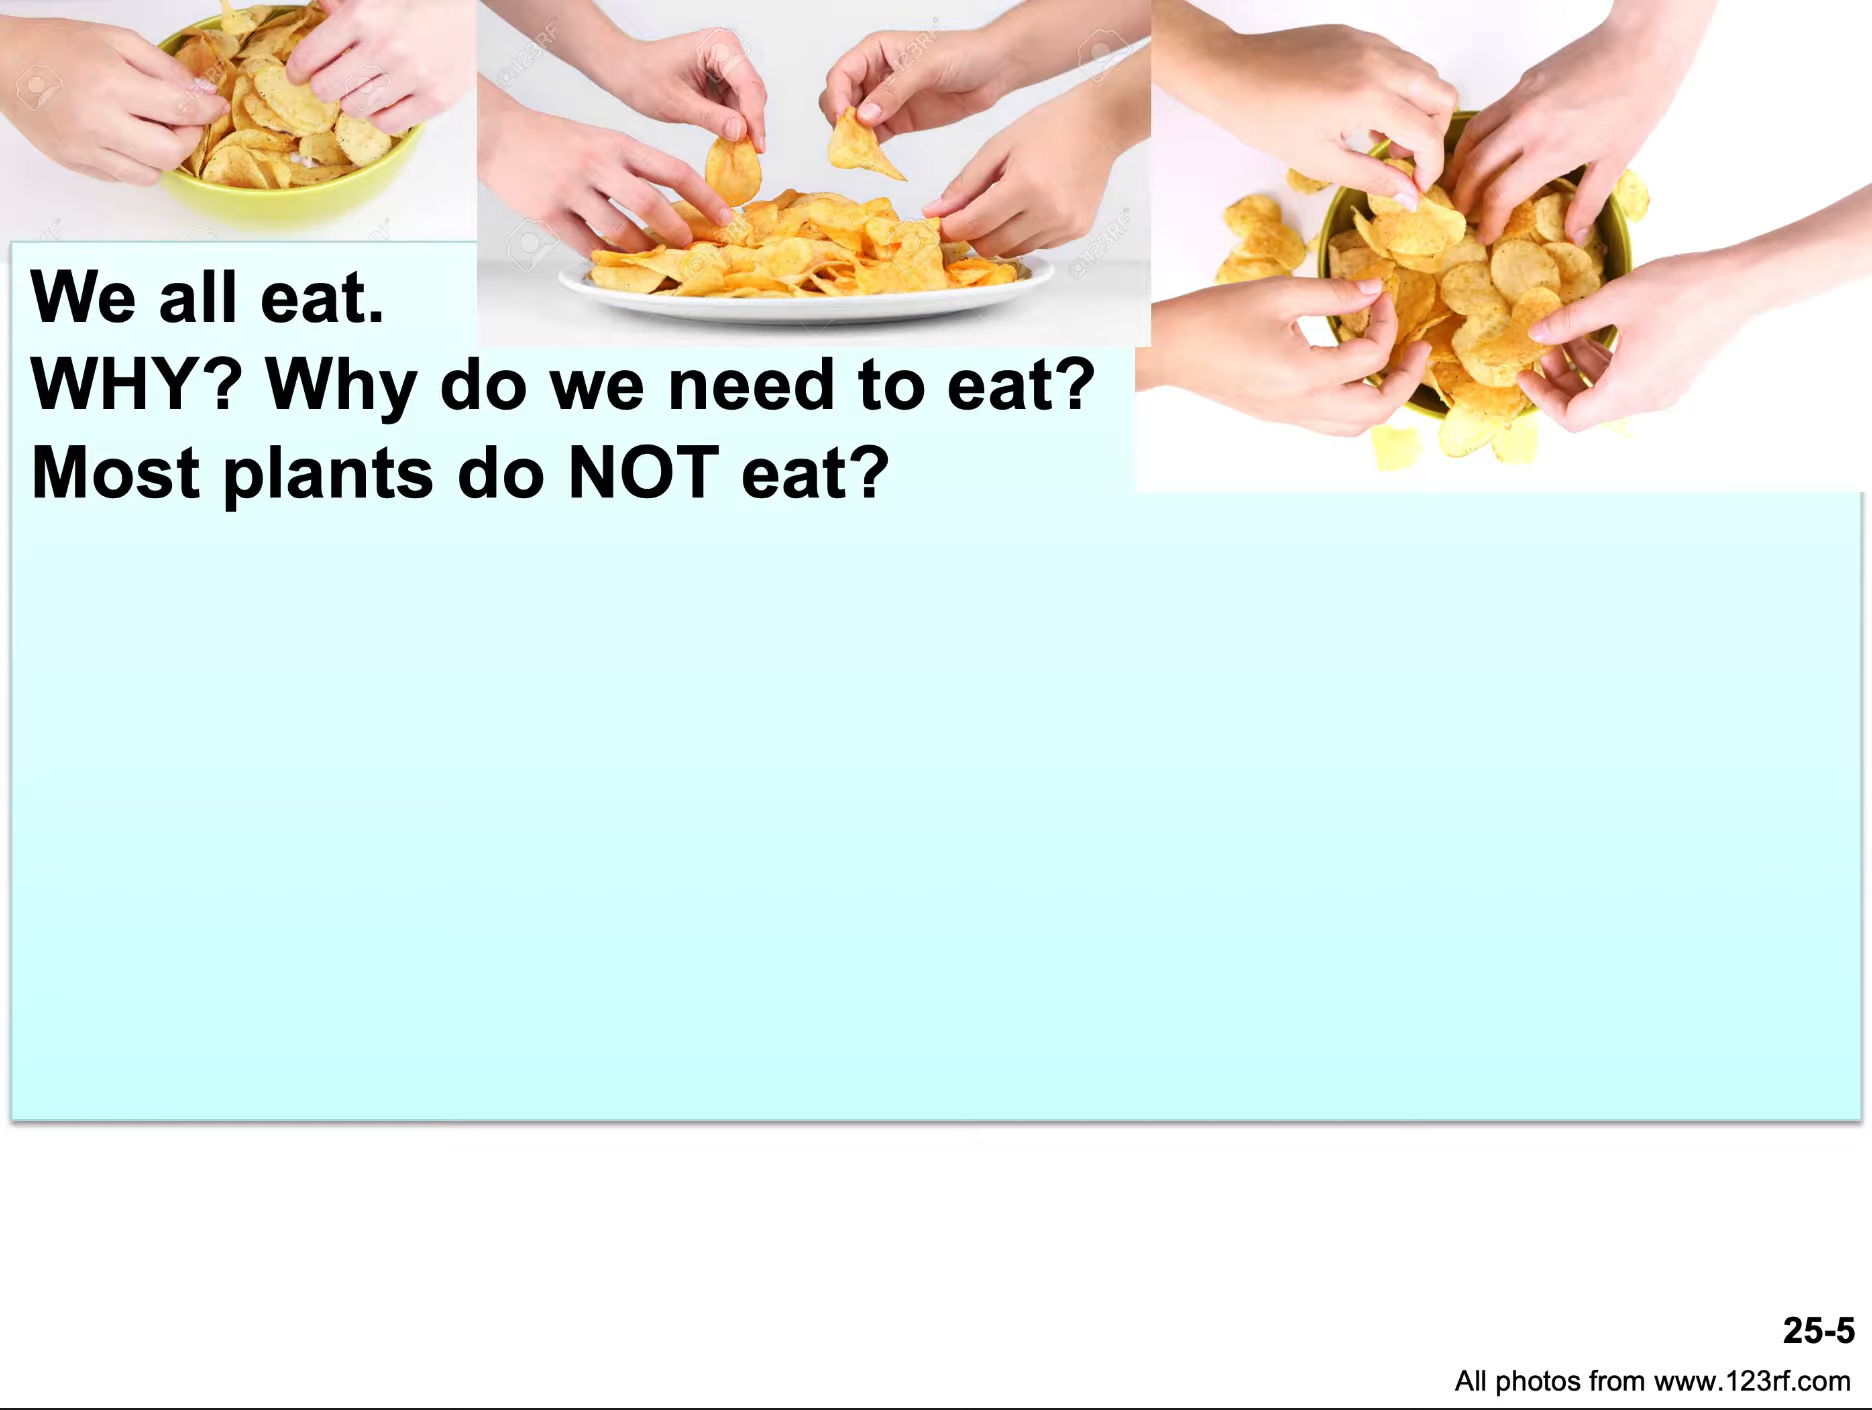 We all eat.
WHY? Why do we need to eat?
Most plants do NOT eat?
25-5
All photos from www.123rf.com